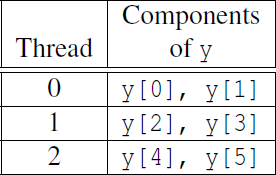 Components
Thread of y
0 y[0], y[1]
1 y[2], y[3]
2 y[4], y[5]